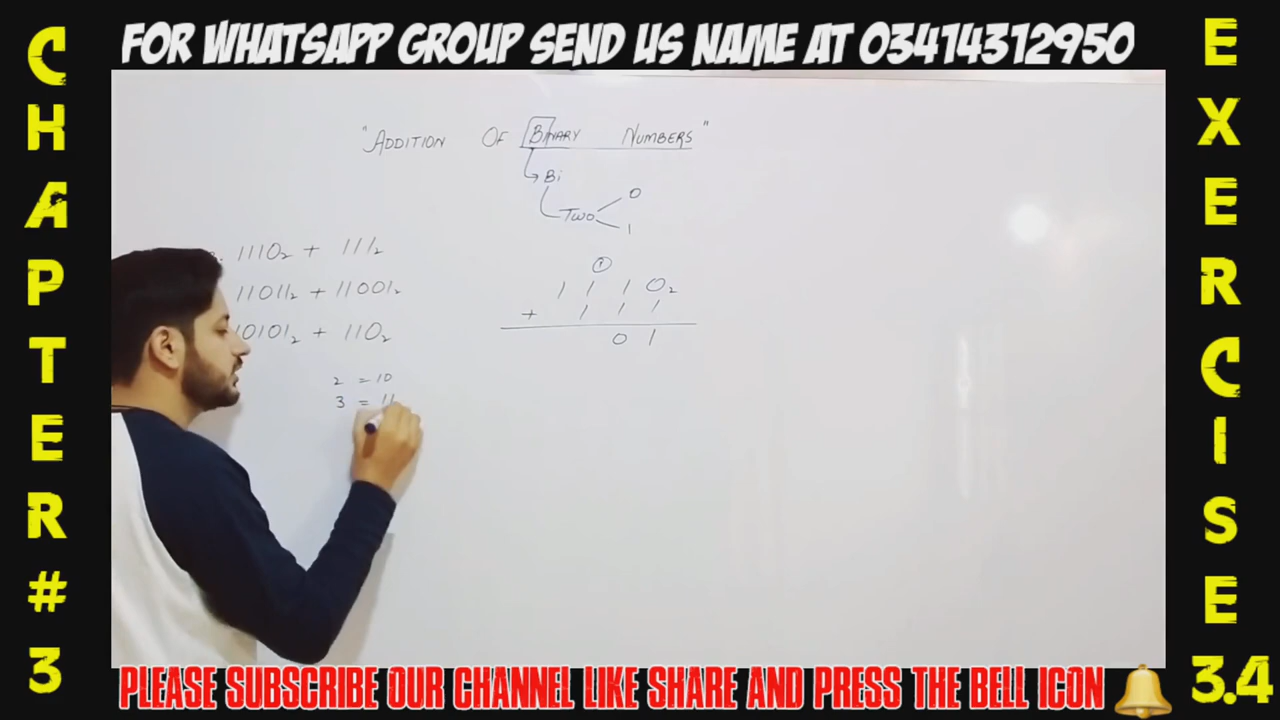 FOR WHATSAPP GROUP SEND US NAME AT 03414312950
CHAPTER#3
EXERCISE 3.4
"ADDITION OF BINARY NUMBERS"
Bi
Two
0
1
1110₂ + 111₂
11011₂ + 11001₂
10101₂ + 110₂
1
1 1 1 0₂
+ 1 1 1
0 1
2 = 10
3 = 11
PLEASE SUBSCRIBE OUR CHANNEL LIKE SHARE AND PRESS THE BELL ICON